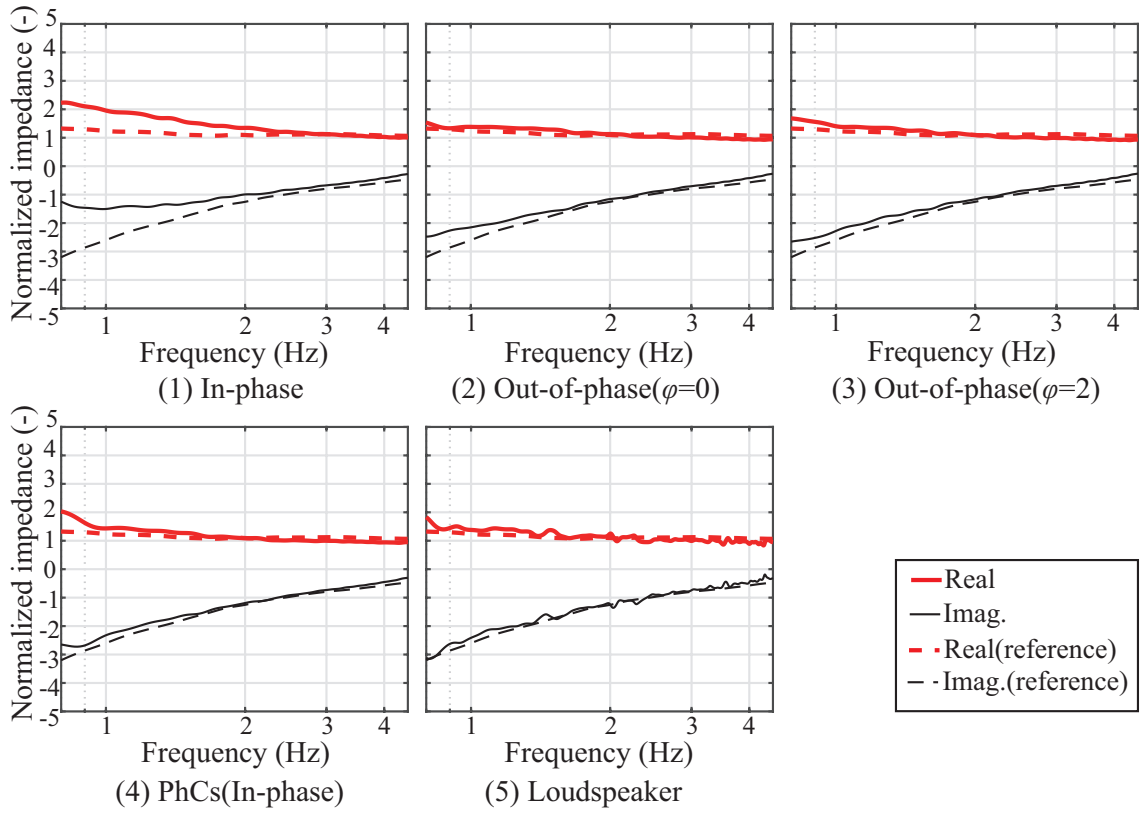 Normalized impedance (-)
5
4
3
2
1
0
-1
-2
-3
-4
-5
1 2 3 4
1 2 3 4
1 2 3 4
Frequency (Hz) Frequency (Hz) Frequency (Hz)
(1) In-phase (2) Out-of-phase(φ=0) (3) Out-of-phase(φ=2)
Normalized impedance (-)
5
4
3
2
1
0
-1
-2
-3
-4
-5
1 2 3 4
1 2 3 4
Frequency (Hz) Frequency (Hz)
(4) PhCs(In-phase) (5) Loudspeaker
Real
Imag.
Real(reference)
Imag.(reference)